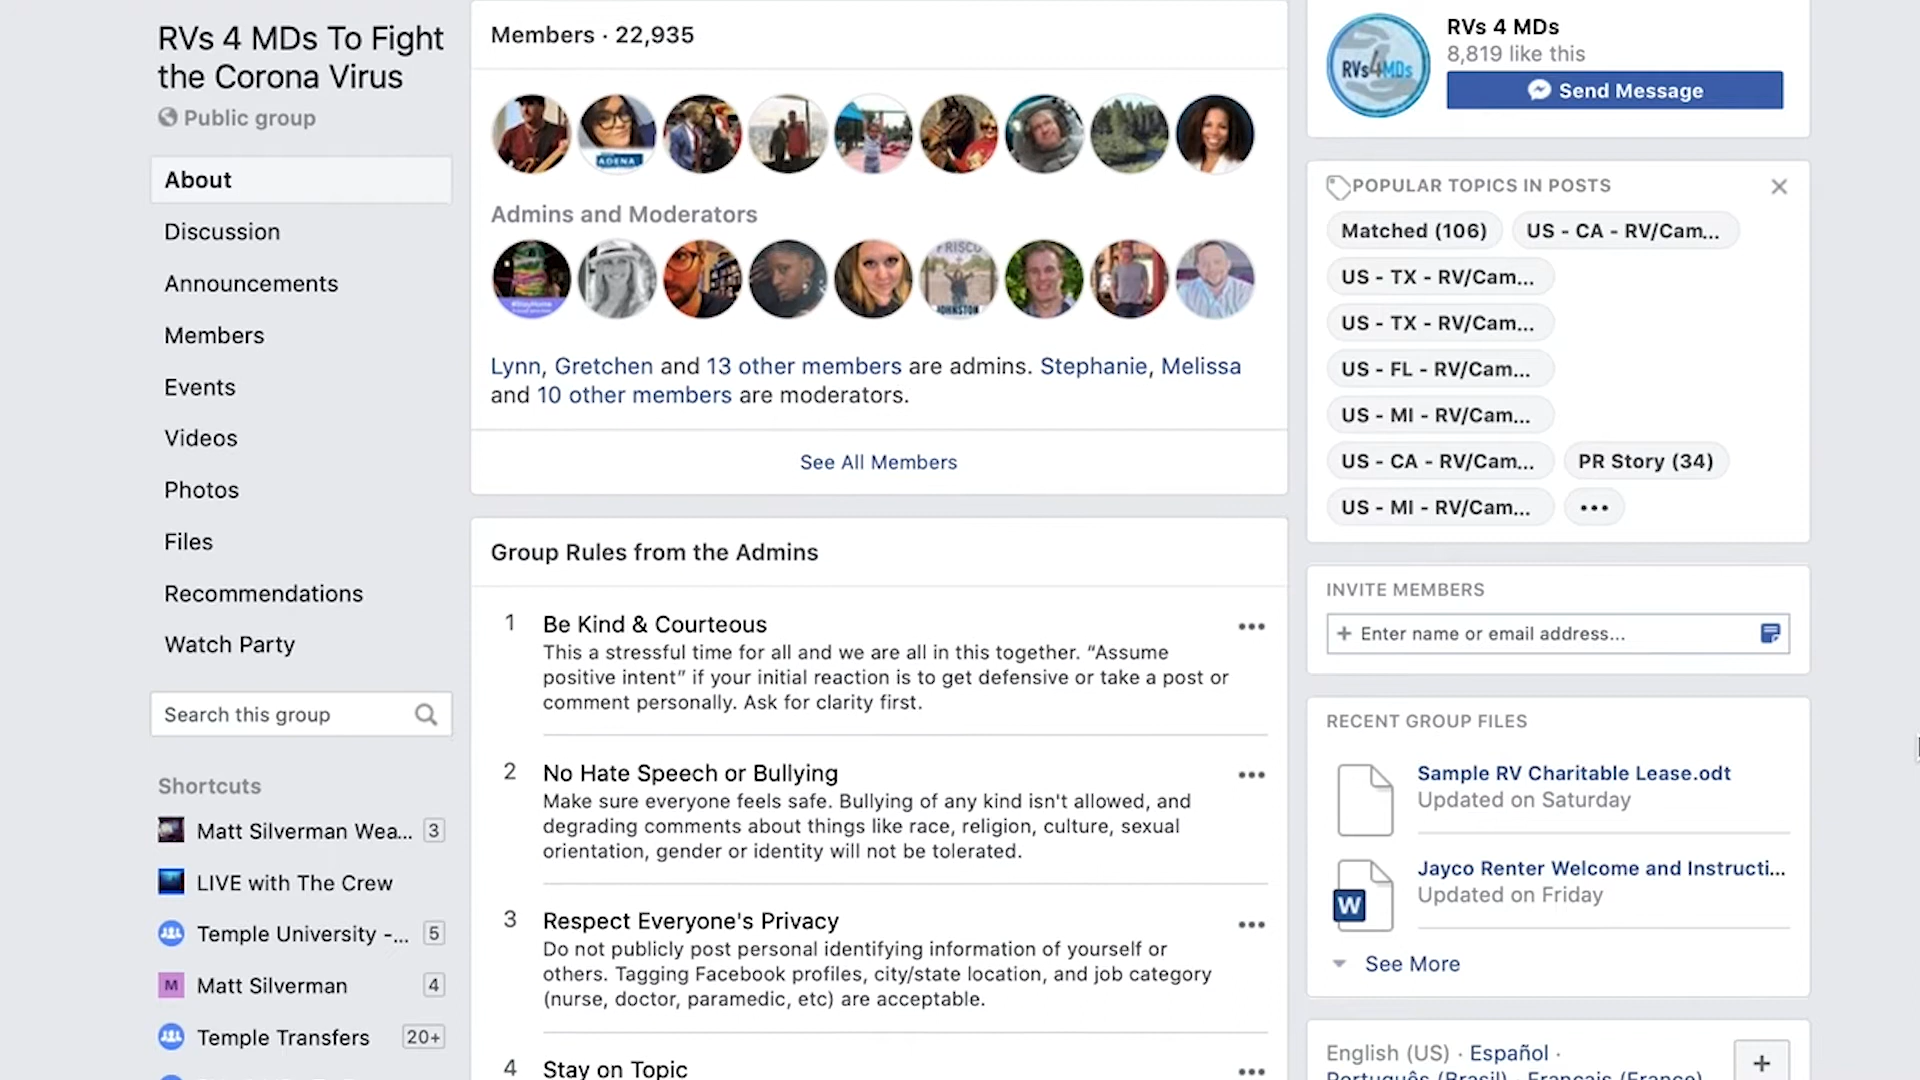 RVs 4 MDs To Fight
the Corona Virus
Public group
About
Discussion
Announcements
Members
Events
Videos
Photos
Files
Recommendations
Watch Party
Search this group
Shortcuts
Matt Silverman Wea... 3
LIVE with The Crew
Temple University -... 5
M Matt Silverman 4
Temple Transfers 20+
Members · 22,935
ADENA
Admins and Moderators
#StayHome
FRISCO
JOHNSTON
Lynn, Gretchen and 13 other members are admins. Stephanie, Melissa
and 10 other members are moderators.
See All Members
Group Rules from the Admins
1 Be Kind & Courteous
This a stressful time for all and we are all in this together. “Assume
positive intent” if your initial reaction is to get defensive or take a post or
comment personally. Ask for clarity first.
2 No Hate Speech or Bullying
Make sure everyone feels safe. Bullying of any kind isn't allowed, and
degrading comments about things like race, religion, culture, sexual
orientation, gender or identity will not be tolerated.
3 Respect Everyone's Privacy
Do not publicly post personal identifying information of yourself or
others. Tagging Facebook profiles, city/state location, and job category
(nurse, doctor, paramedic, etc) are acceptable.
4 Stay on Topic
RVs4MDs
RVs 4 MDs
8,819 like this
Send Message
POPULAR TOPICS IN POSTS
Matched (106) US - CA - RV/Cam...
US - TX - RV/Cam...
US - TX - RV/Cam...
US - FL - RV/Cam...
US - MI - RV/Cam...
US - CA - RV/Cam... PR Story (34)
US - MI - RV/Cam...
INVITE MEMBERS
+ Enter name or email address...
RECENT GROUP FILES
Sample RV Charitable Lease.odt
Updated on Saturday
W Jayco Renter Welcome and Instructi...
Updated on Friday
See More
English (US) · Español ·
Português (Brasil) · Français (France)